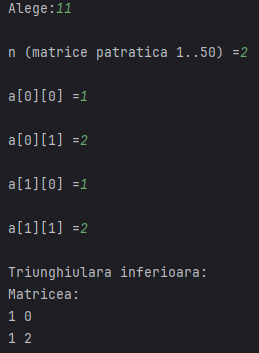 Alege:11
n (matrice patratica 1..50) =2
a[0][0] =1
a[0][1] =2
a[1][0] =1
a[1][1] =2
Triunghiulara inferioara:
Matricea:
1 0
1 2